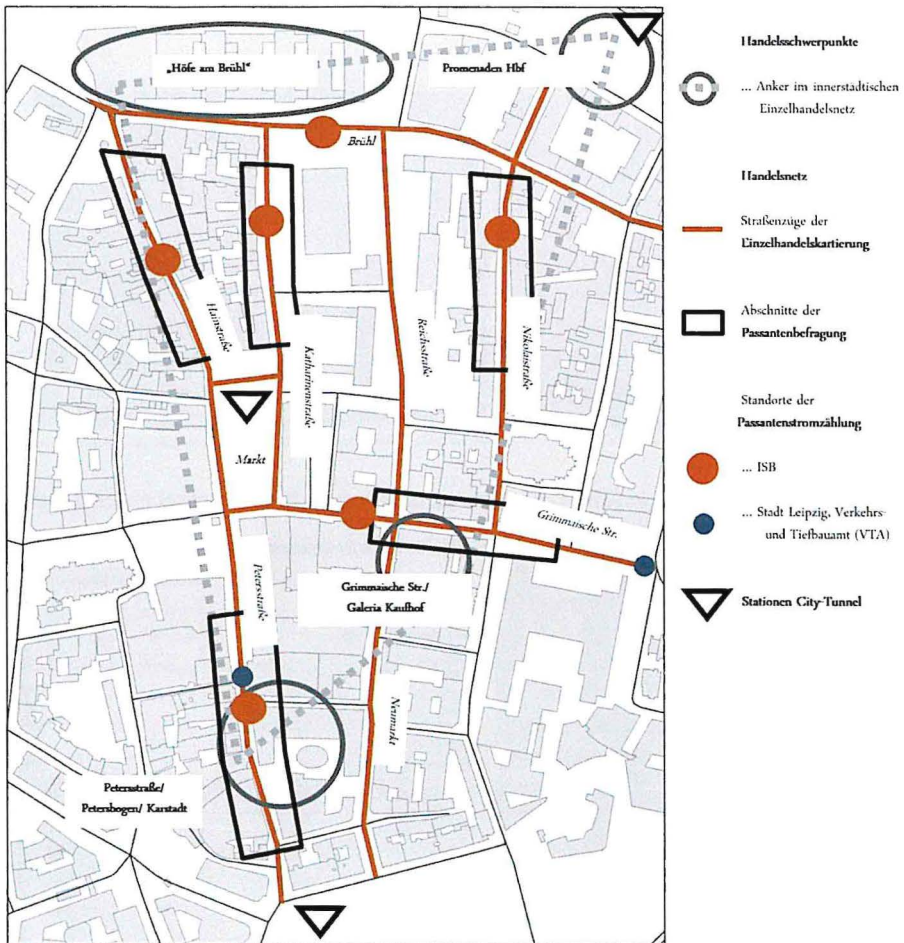 „Höfe am Brühl“
Promenaden Hbf
Brühl
Hainstraße
Katharinenstraße
Reichsstraße
Nikolaistraße
Markt
Grimmaische Str.
Petersstraße
Grimmaische Str./
Galeria Kaufhof
Neumarkt
Petersstraße/
Petersbogen/ Karstadt
Handelsschwerpunkte
... Anker im innerstädtischen
Einzelhandelsnetz
Handelsnetz
Straßenzüge der
Einzelhandelskartierung
Abschnitte der
Passantenbefragung
Standorte der
Passantenstromzählung
... ISB
... Stadt Leipzig, Verkehrs-
und Tiefbauamt (VTA)
Stationen City-Tunnel